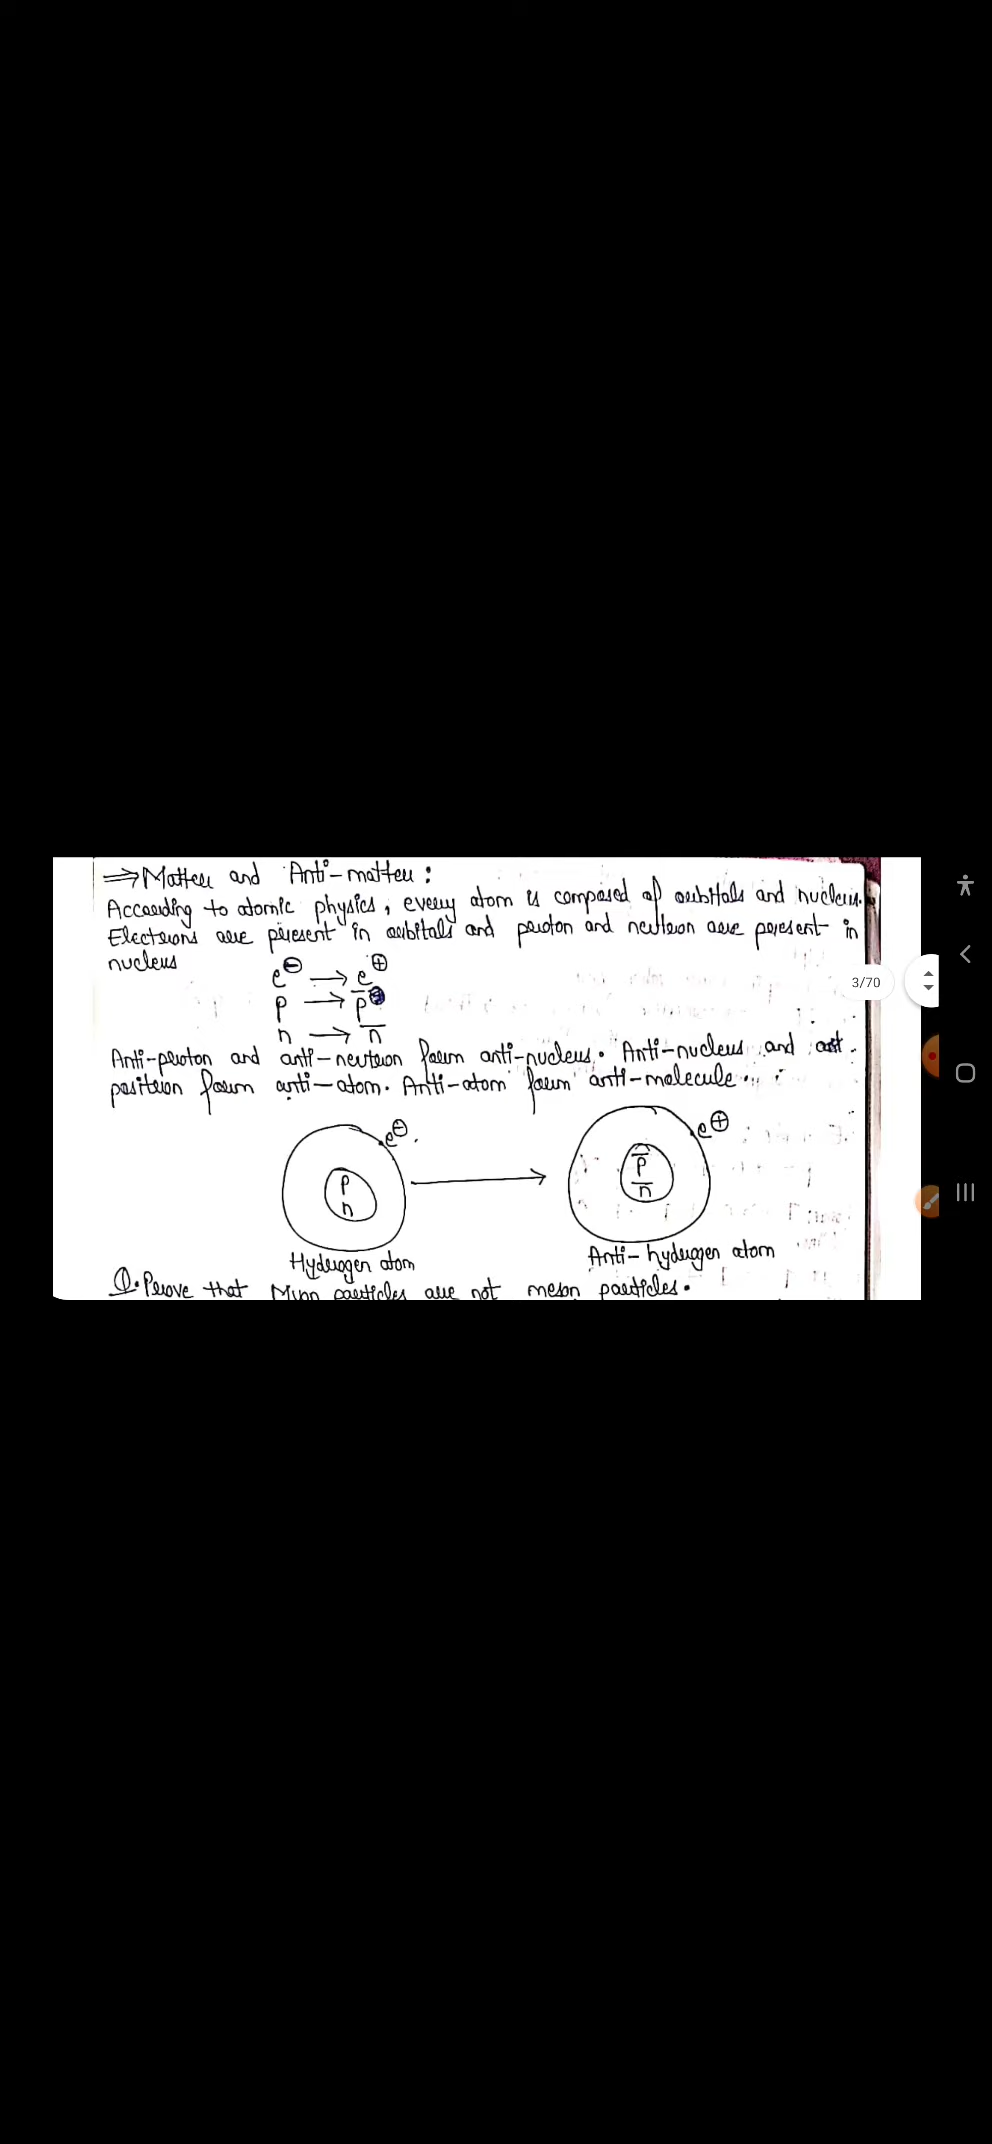 ⇒ Matter and Anti-matter :
According to atomic physics, every atom is composed of orbitals and nucleus.
Electrons are present in orbitals and proton and neutron are present in
3/70
nucleus
e⊖ → e⊕
p → p̅
n → n̅
Anti-proton and anti-neutron form anti-nucleus. Anti-nucleus and
positron form anti-atom. Anti-atom form anti-molecule.
e⊖
e⊕
p
p̅
n
n̅
Hydrogen atom
Anti-hydrogen atom
Q. Prove that Muon particles are not meson particles.